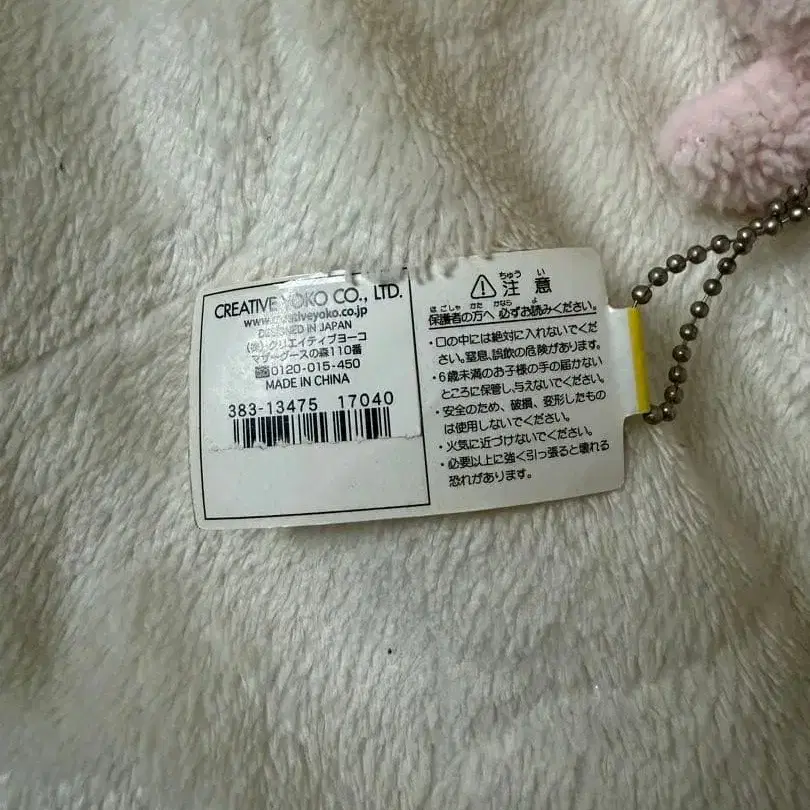 CREATIVE YOKO CO., LTD.
www.creativeyoko.co.jp
DESIGNED IN JAPAN
(株)クリエイティブヨーコ
マザーグースの森110番
0120-015-450
MADE IN CHINA
383-13475 17040
ちゅう い
⚠注 意
ほごしゃ かた かなら よ
保護者の方へ 必ずお読みください。
・口の中には絶対に入れないでくだ
さい。窒息、誤飲の危険があります。
・6歳未満のお子様の手の届かない
ところに保管し、与えないでください。
・安全のため、破損、変形したもの
は使用しないでください。
・火気に近づけないでください。
・必要以上に強く引っ張ると壊れる
恐れがあります。